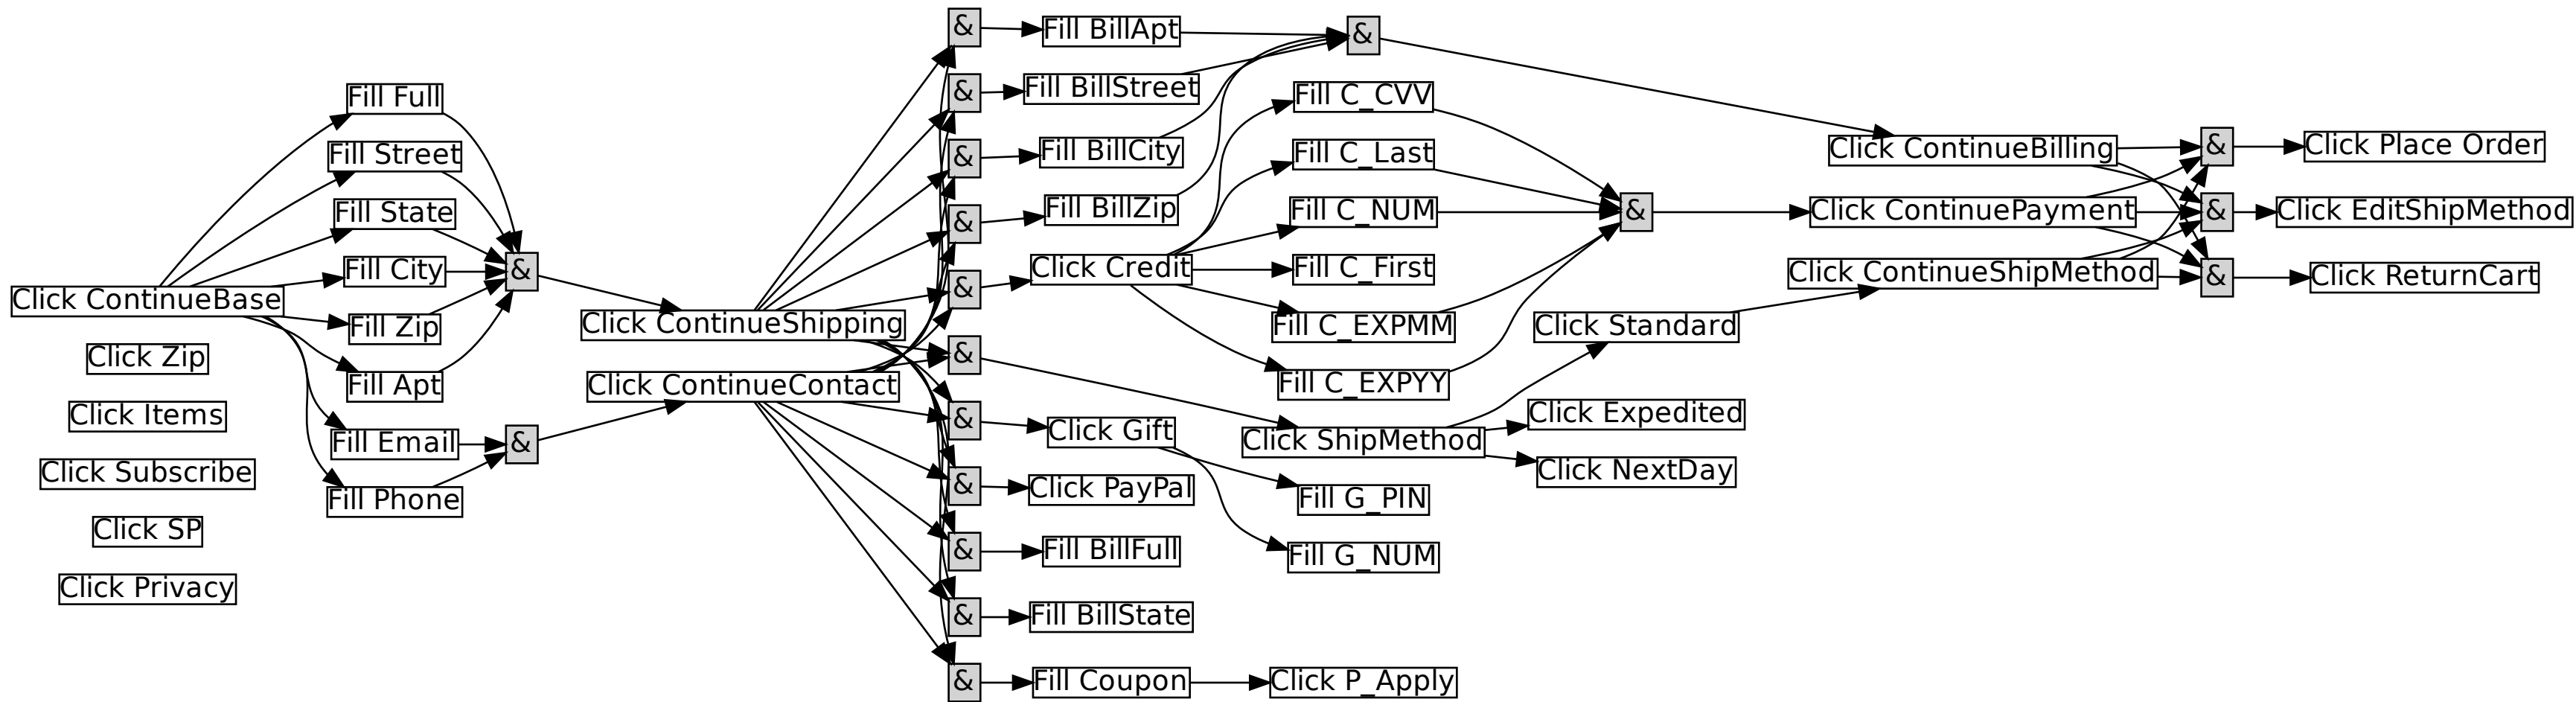 Click ContinueBase
Click Zip
Click Items
Click Subscribe
Click SP
Click Privacy
Fill Full
Fill Street
Fill State
Fill City
Fill Zip
Fill Apt
Fill Email
Fill Phone
&
&
Click ContinueShipping
Click ContinueContact
&
&
&
&
&
&
&
&
&
&
&
Fill BillApt
Fill BillStreet
Fill BillCity
Fill BillZip
Click Credit
Click Gift
Click PayPal
Fill BillFull
Fill BillState
Fill Coupon
&
Fill C_CVV
Fill C_Last
Fill C_NUM
Fill C_First
Fill C_EXPMM
Fill C_EXPYY
Click ShipMethod
Fill G_PIN
Fill G_NUM
Click P_Apply
&
Click Standard
Click Expedited
Click NextDay
Click ContinueBilling
Click ContinuePayment
Click ContinueShipMethod
&
&
&
Click Place Order
Click EditShipMethod
Click ReturnCart